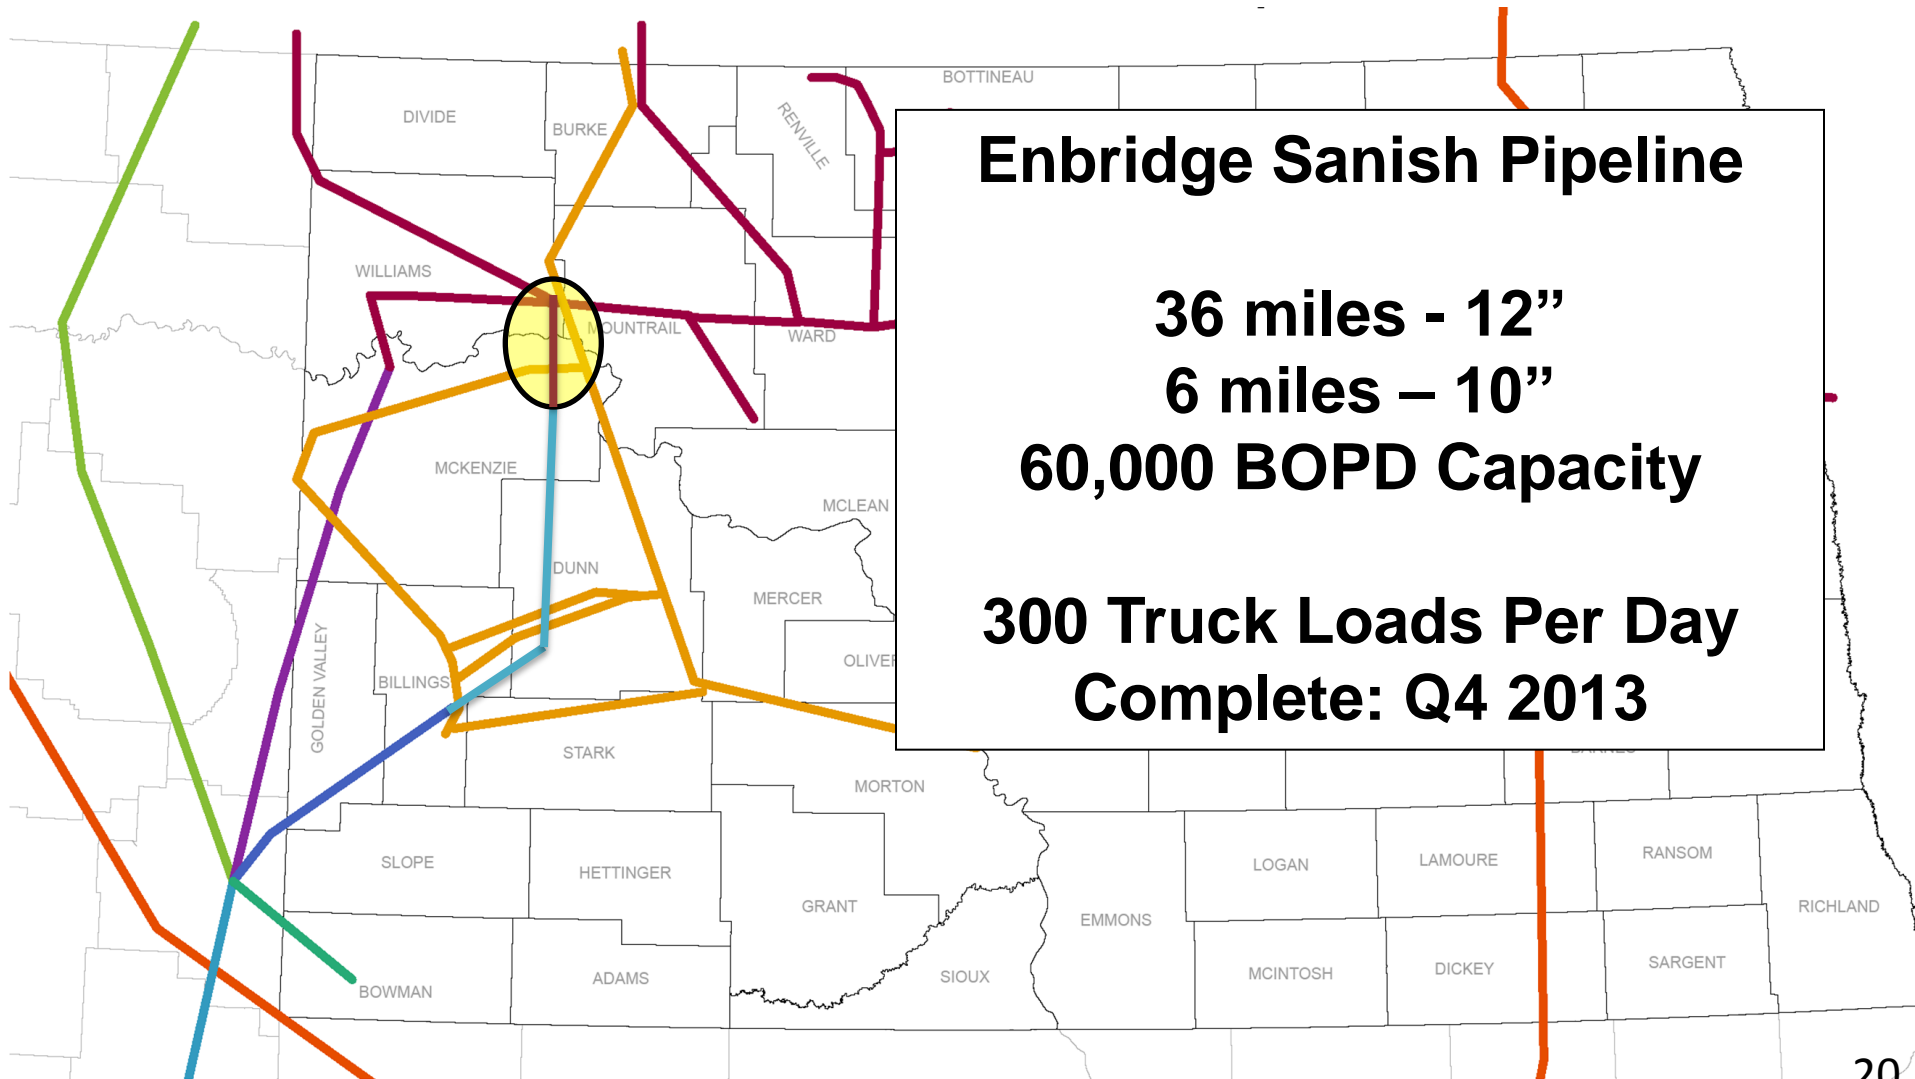 BOTTINEAU
DIVIDE
BURKE
RENVILLE
Enbridge Sanish Pipeline
WILLIAMS
36 miles - 12”
MOUNTRAIL
WARD
6 miles – 10”
MCKENZIE
60,000 BOPD Capacity
MCLEAN
DUNN
MERCER
300 Truck Loads Per Day
GOLDEN VALLEY
BILLINGS
Complete: Q4 2013
STARK
MORTON
SLOPE
HETTINGER
LOGAN
LAMOURE
RANSOM
GRANT
EMMONS
RICHLAND
BOWMAN
ADAMS
SIOUX
MCINTOSH
DICKEY
SARGENT
20